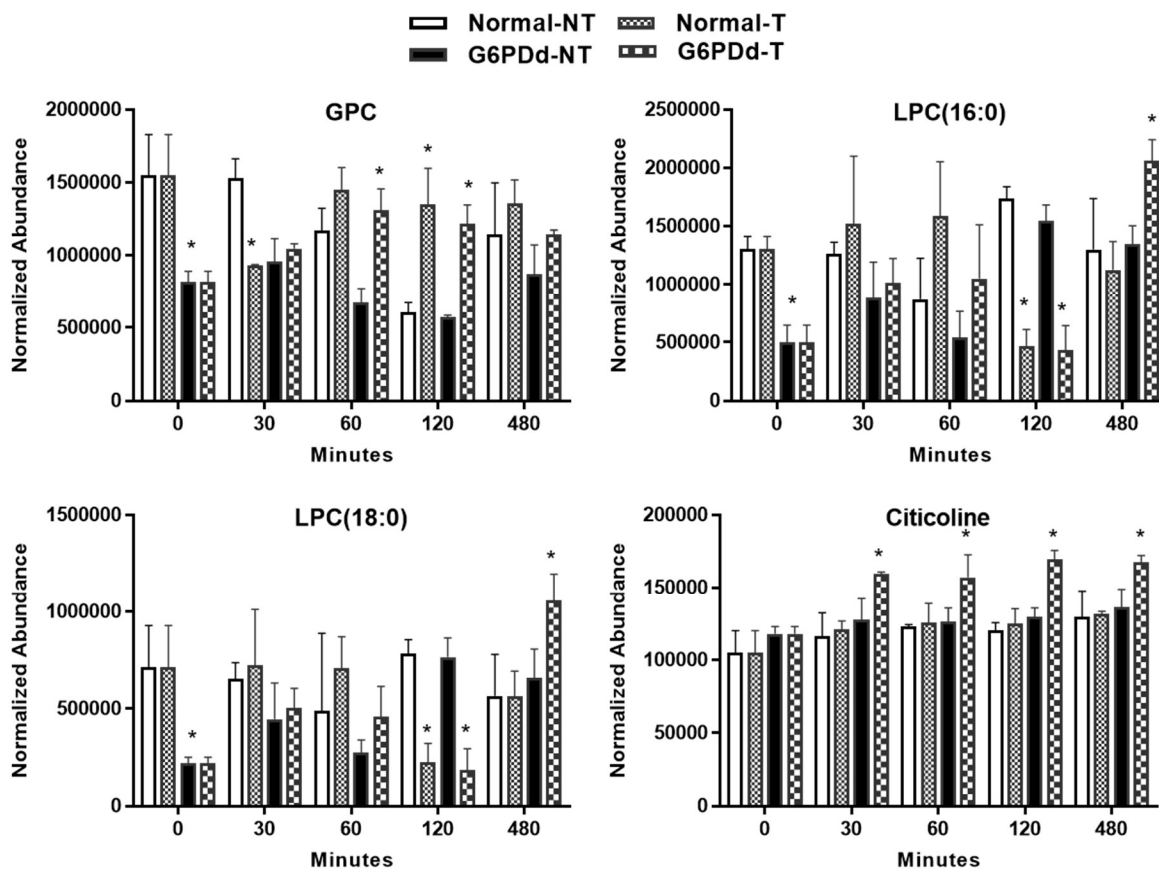 Normal-NT Normal-T
G6PDd-NT G6PDd-T
GPC
Normalized Abundance
2000000
1500000
1000000
500000
0
* * * * *
0 30 60 120 480
Minutes
LPC(16:0)
Normalized Abundance
2500000
2000000
1500000
1000000
500000
0
* * * *
0 30 60 120 480
Minutes
LPC(18:0)
Normalized Abundance
1500000
1000000
500000
0
* * * *
0 30 60 120 480
Minutes
Citicoline
Normalized Abundance
200000
150000
100000
50000
0
* * * *
0 30 60 120 480
Minutes